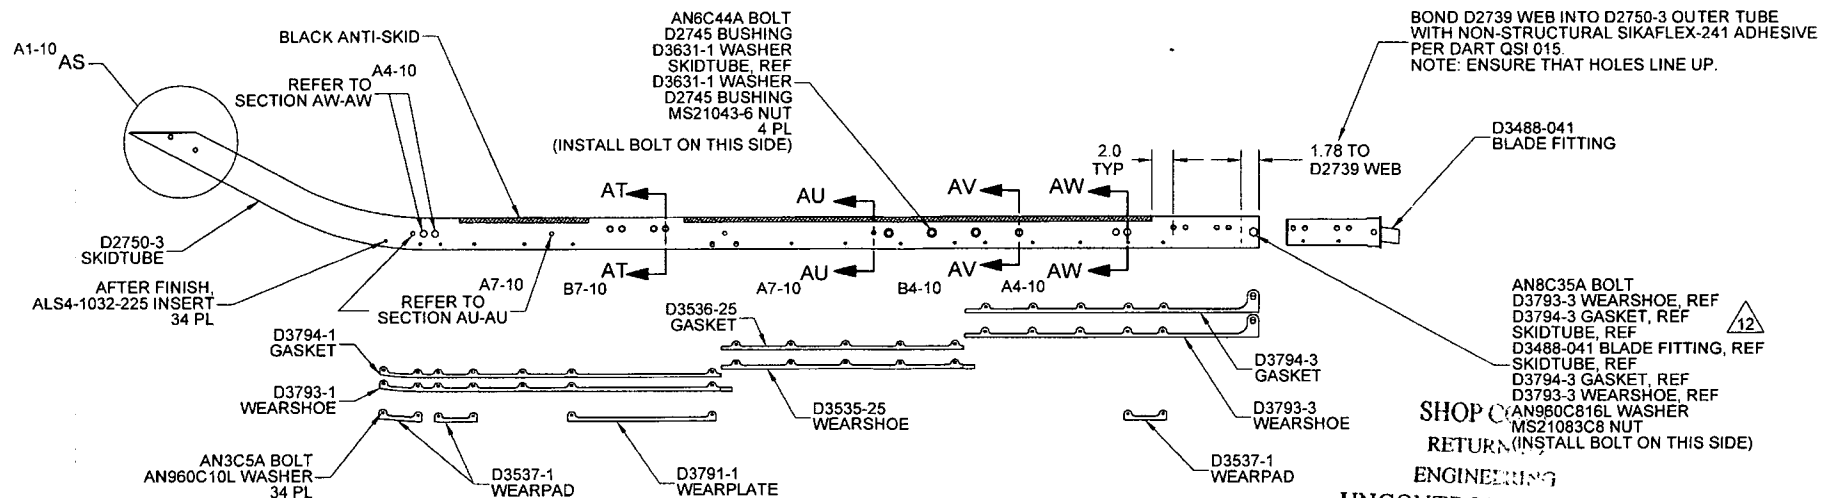 A1-10
AS
BLACK ANTI-SKID
A4-10
REFER TO
SECTION AW-AW
AN6C44A BOLT
D2745 BUSHING
D3631-1 WASHER
SKIDTUBE, REF
D3631-1 WASHER
D2745 BUSHING
MS21043-6 NUT
4 PL
(INSTALL BOLT ON THIS SIDE)
BOND D2739 WEB INTO D2750-3 OUTER TUBE
WITH NON-STRUCTURAL SIKAFLEX-241 ADHESIVE
PER DART QSI 015.
NOTE: ENSURE THAT HOLES LINE UP.
D3488-041
BLADE FITTING
2.0
TYP
1.78 TO
D2739 WEB
AT
AU
AV
AW
D2750-3
SKIDTUBE
AFTER FINISH,
ALS4-1032-225 INSERT
34 PL
REFER TO
SECTION AU-AU
A7-10
AT
B7-10
AU
A7-10
AV
B4-10
AW
A4-10
D3794-1
GASKET
D3793-1
WEARSHOE
AN3C5A BOLT
AN960C10L WASHER
34 PL
D3537-1
WEARPAD
D3791-1
WEARPLATE
D3536-25
GASKET
D3535-25
WEARSHOE
D3794-3
GASKET
D3793-3
WEARSHOE
D3537-1
WEARPAD
AN8C35A BOLT
D3793-3 WEARSHOE, REF
D3794-3 GASKET, REF
SKIDTUBE, REF
D3488-041 BLADE FITTING, REF
SKIDTUBE, REF
D3794-3 GASKET, REF
D3793-3 WEARSHOE, REF
AN960C816L WASHER
MS21083C8 NUT
(INSTALL BOLT ON THIS SIDE)
12
SHOP
RETURN
ENGINEERING